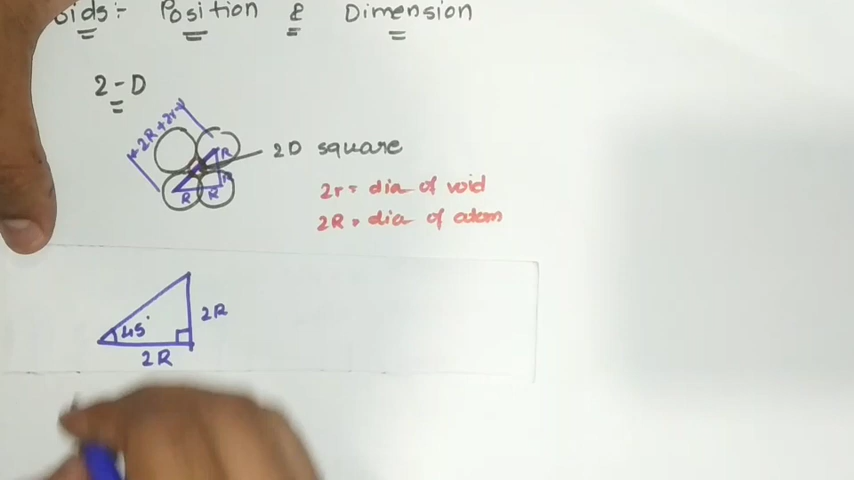 oids:- Position & Dimension
2-D
2R+2r
R
2D square
R
R R
2r = dia of void
2R = dia of atom
45°
2R
2R